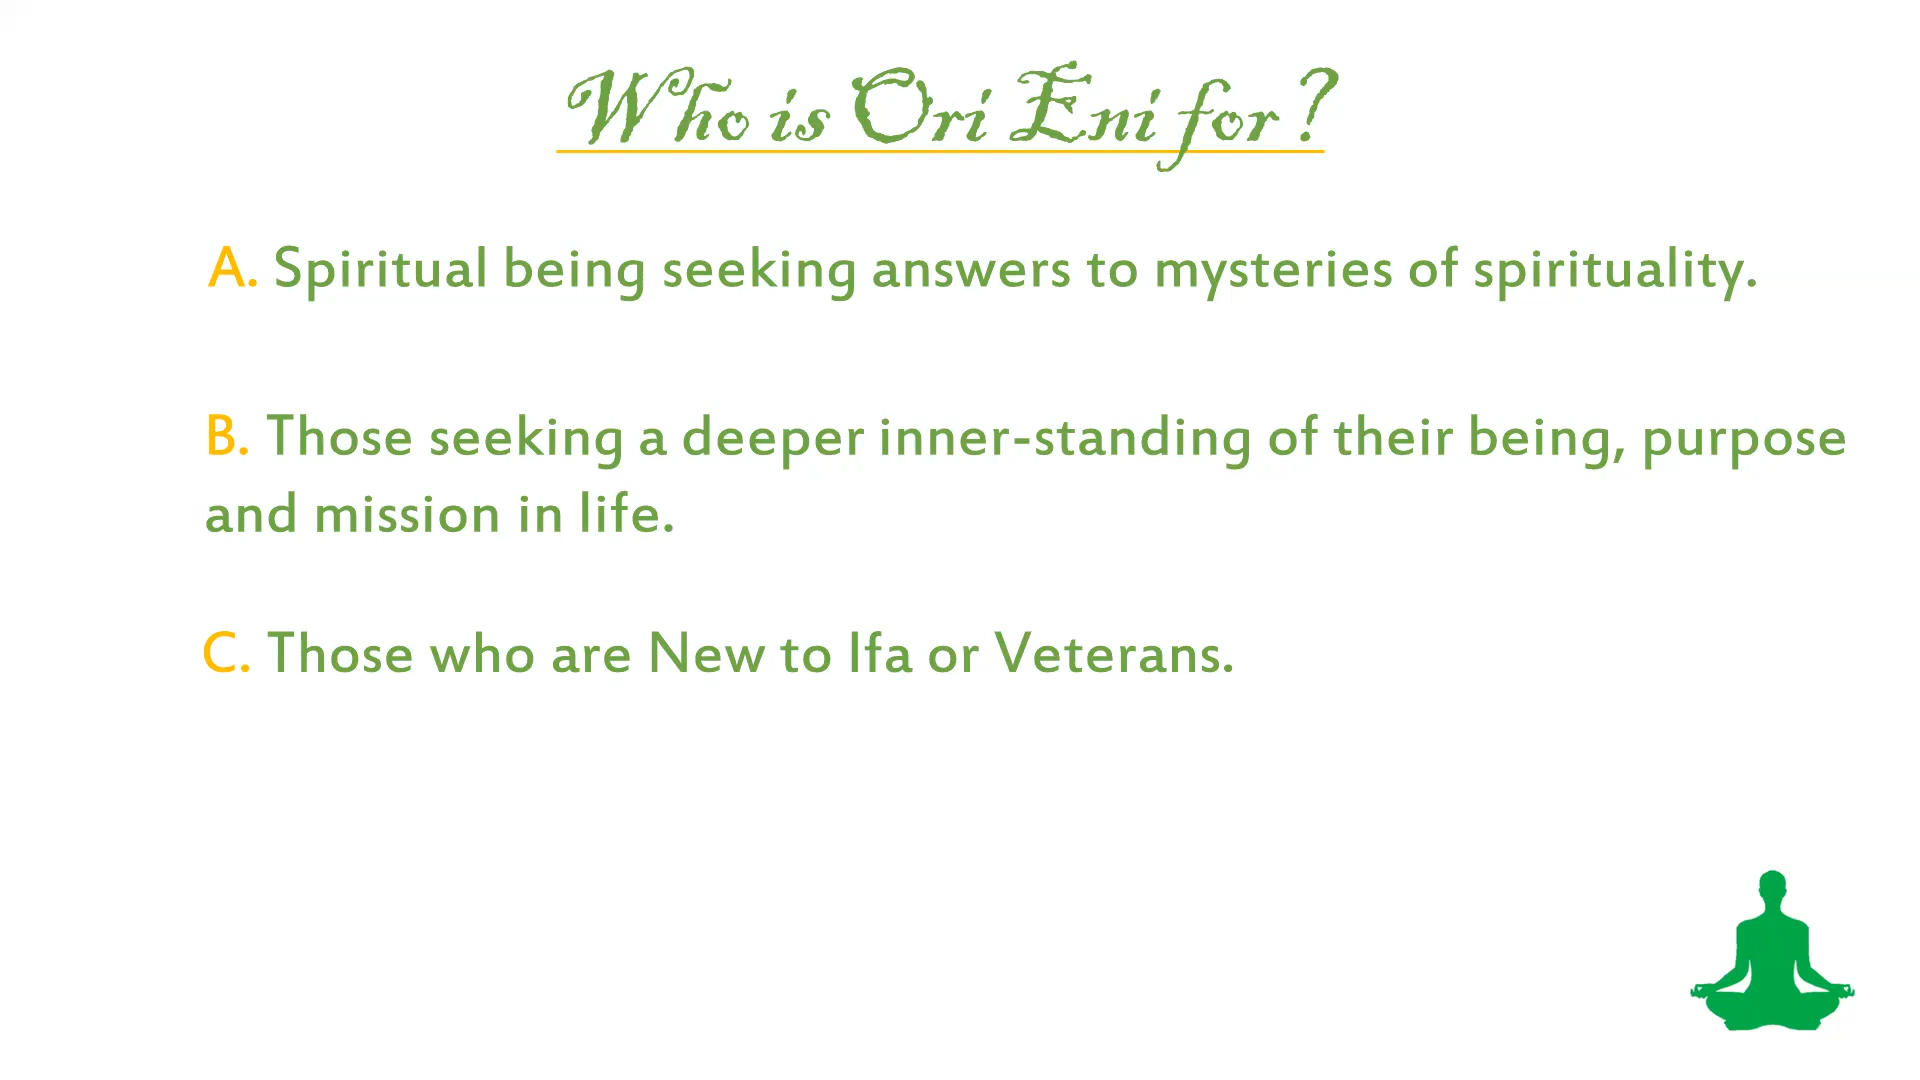 Who is Ori Eni for?
A. Spiritual being seeking answers to mysteries of spirituality.
B. Those seeking a deeper inner-standing of their being, purpose
and mission in life.
C. Those who are New to Ifa or Veterans.